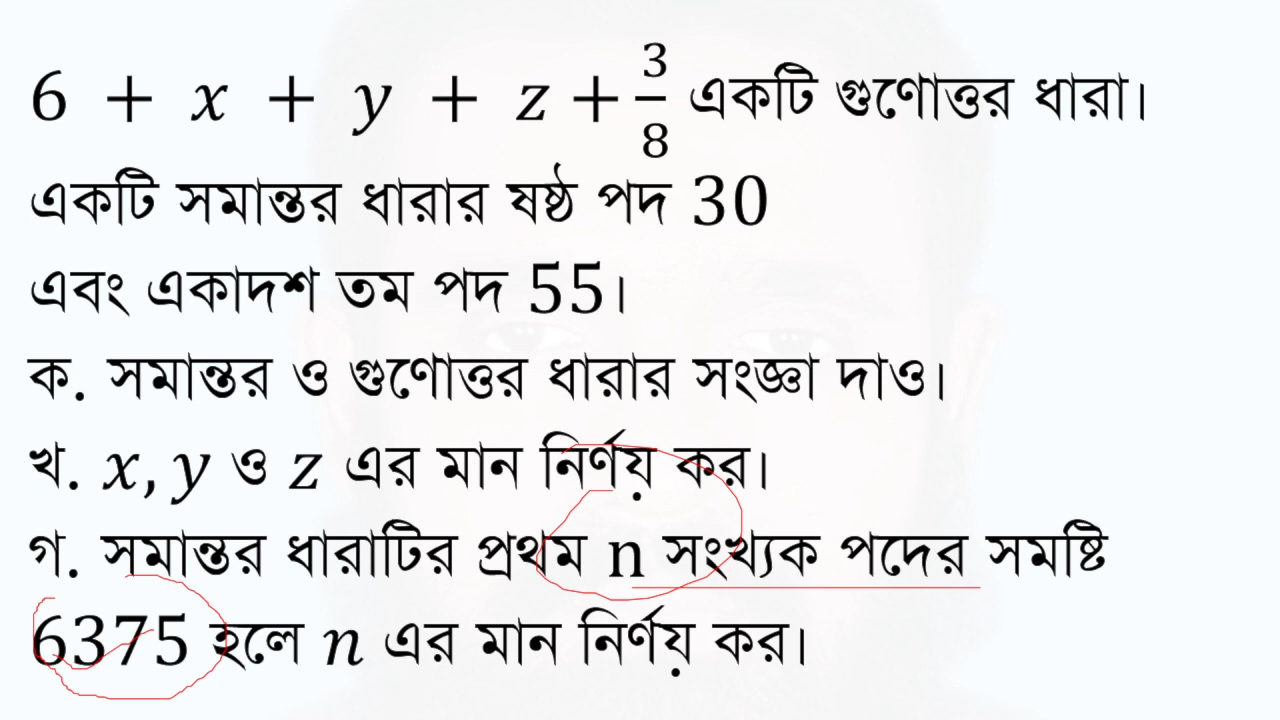 6 + x + y + z + 3/8 একটি গুণোত্তর ধারা।
একটি সমান্তর ধারার ষষ্ঠ পদ 30
এবং একাদশ তম পদ 55।
ক. সমান্তর ও গুণোত্তর ধারার সংজ্ঞা দাও।
খ. x, y ও z এর মান নির্ণয় কর।
গ. সমান্তর ধারাটির প্রথম n সংখ্যক পদের সমষ্টি
6375 হলে n এর মান নির্ণয় কর।